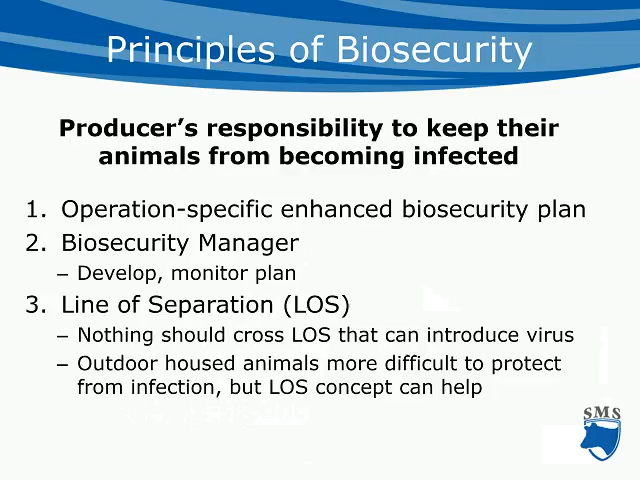 Principles of Biosecurity
Producer's responsibility to keep their
animals from becoming infected
1. Operation-specific enhanced biosecurity plan
2. Biosecurity Manager
– Develop, monitor plan
3. Line of Separation (LOS)
– Nothing should cross LOS that can introduce virus
– Outdoor housed animals more difficult to protect
from infection, but LOS concept can help
SMS